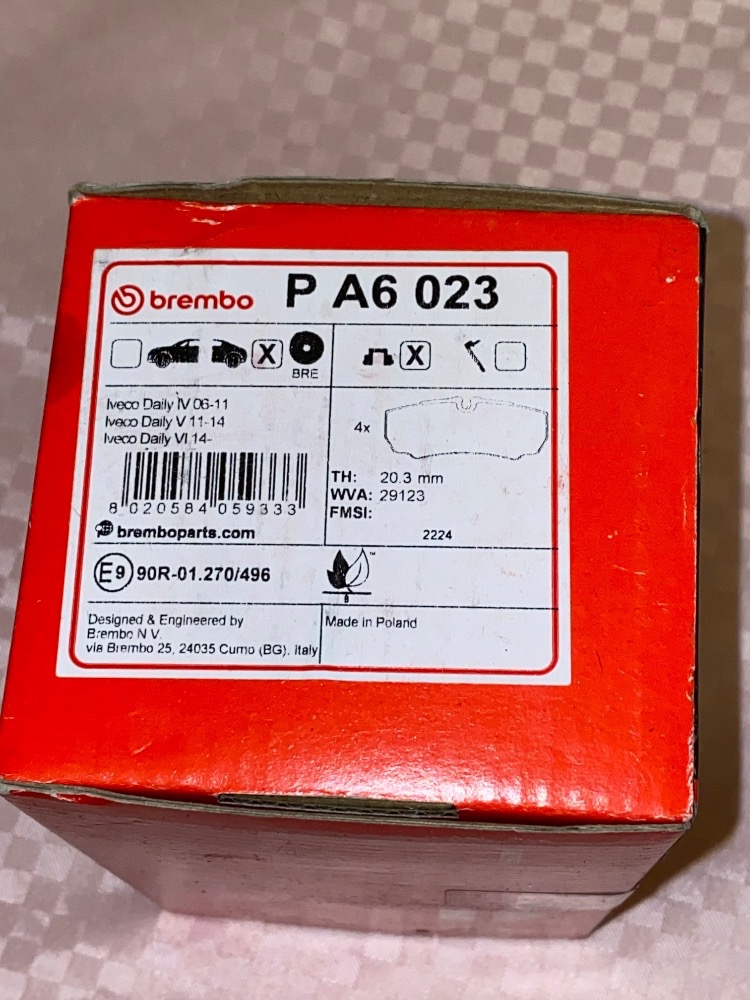 brembo P A6 023
X BRE X
Iveco Daily IV 06-11
Iveco Daily V 11-14
Iveco Daily VI 14-
4x
8 020584 059333
TH: 20.3 mm
WVA: 29123
FMSI:
2224
bremboparts.com
E9 90R-01.270/496
TM
B
Designed & Engineered by
Brembo N.V.
via Brembo 25, 24035 Curno (BG). Italy
Made in Poland